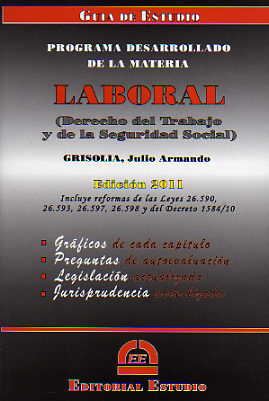 GUIA DE ESTUDIO
PROGRAMA DESARROLLADO
DE LA MATERIA
LABORAL
(Derecho del Trabajo
y de la Seguridad Social)
GRISOLIA, Julio Armando
Edición 2011
Incluye reformas de las Leyes 26.590,
26.593, 26.597, 26.598 y del Decreto 1584/10
Gráficos de cada capítulo
Preguntas de autoevaluación
Legislación actualizada
Jurisprudencia
EE
EDITORIAL ESTUDIO